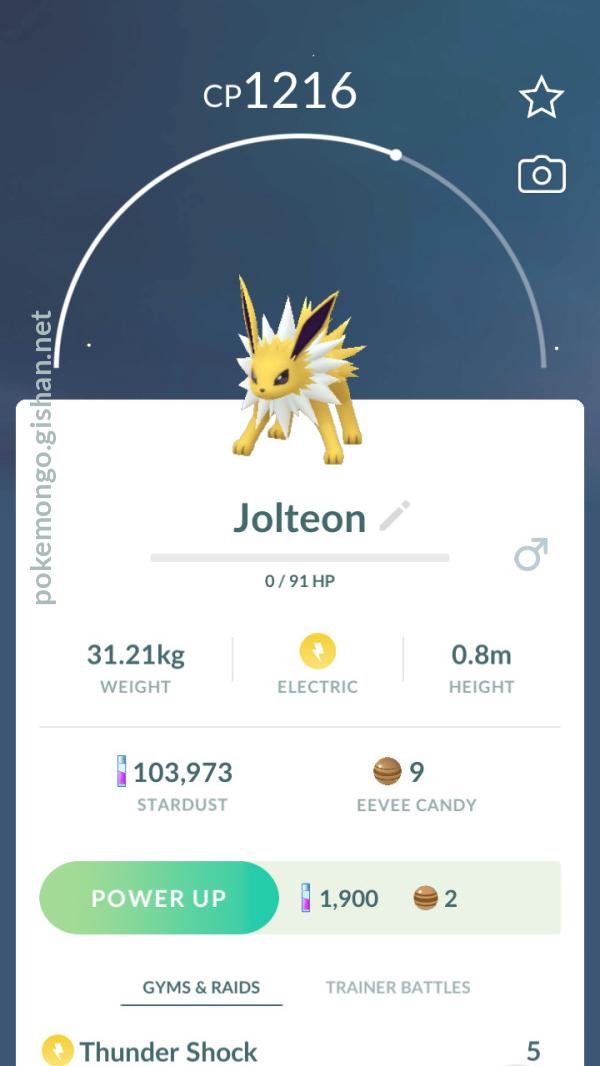 CP1216
pokemongo.gishan.net
Jolteon
0 / 91 HP
31.21kg
WEIGHT
ELECTRIC
0.8m
HEIGHT
103,973
STARDUST
9
EEVEE CANDY
POWER UP
1,900
2
GYMS & RAIDS
TRAINER BATTLES
Thunder Shock
5